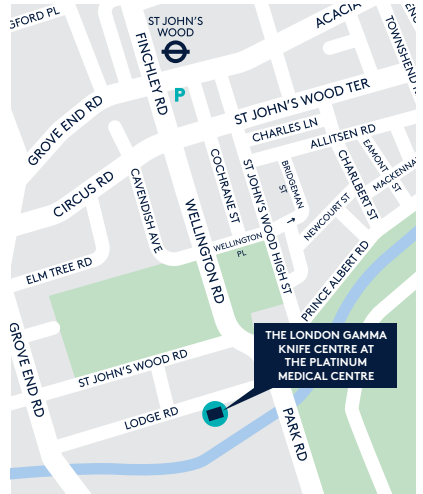 GFORD PL
ST JOHN'S
WOOD
ACACIA
TOWNSHEND R
FINCHLEY RD
P
GROVE END RD
ST JOHN'S WOOD TER
CHARLES LN
ALLITSEN RD
CIRCUS RD
CAVENDISH AVE
COCHRANE ST
ST JOHN'S WOOD HIGH ST
BRIDGEMAN
ST
CHARLBERT ST
EAMONT
ST
MACKENNA
NEWCOURT ST
WELLINGTON RD
WELLINGTON
PL
ELM TREE RD
PRINCE ALBERT RD
GROVE END RD
THE LONDON GAMMA
KNIFE CENTRE AT
THE PLATINUM
MEDICAL CENTRE
ST JOHN'S WOOD RD
LODGE RD
PARK RD